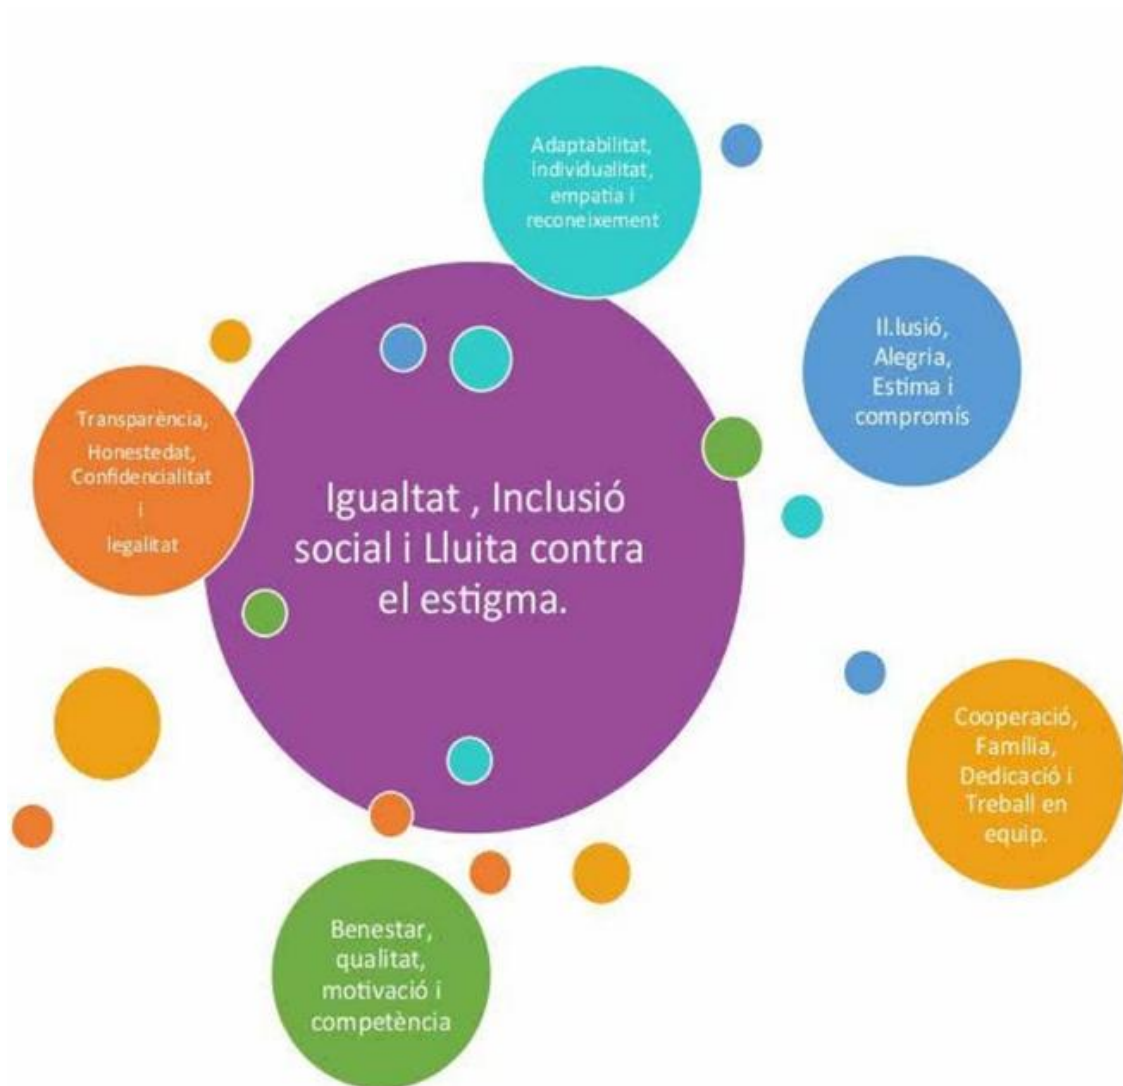 Adaptabilitat,
individualitat,
empatia i
reconeixement
Il.lusió,
Alegria,
Estima i
compromís
Transparència,
Honestedat,
Confidencialitat
i
legalitat
Igualtat , Inclusió
social i Lluita contra
el estigma.
Cooperació,
Família,
Dedicació i
Treball en
equip.
Benestar,
qualitat,
motivació i
competència